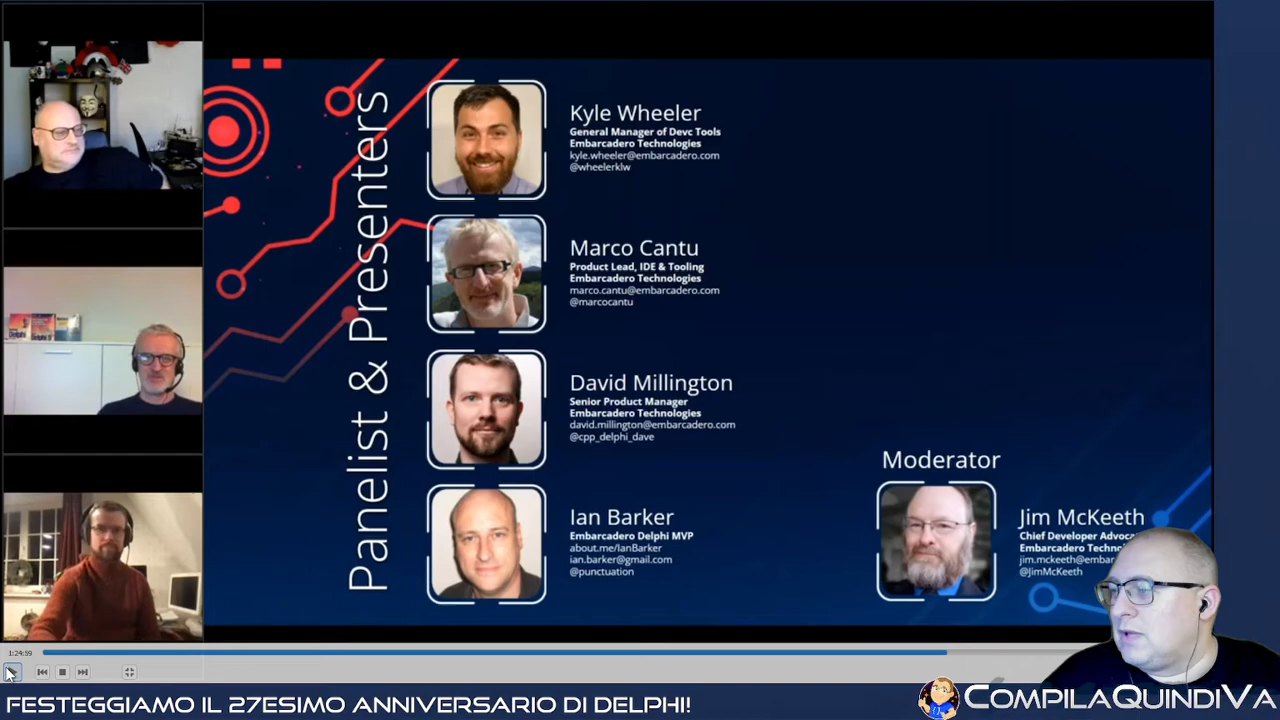 Panelist & Presenters
Kyle Wheeler
General Manager of Devc Tools
Embarcadero Technologies
kyle.wheeler@embarcadero.com
@wheelerklw
Marco Cantu
Product Lead, IDE & Tooling
Embarcadero Technologies
marco.cantu@embarcadero.com
@marcocantu
David Millington
Senior Product Manager
Embarcadero Technologies
david.millington@embarcadero.com
@cpp_delphi_dave
Ian Barker
Embarcadero Delphi MVP
about.me/IanBarker
ian.barker@gmail.com
@punctuation
Moderator
Jim McKeeth
Chief Developer Advoca
Embarcadero Techno
jim.mckeeth@embar
@JimMcKeeth
1:24:59
FESTEGGIAMO IL 27ESIMO ANNIVERSARIO DI DELPHI!
COMPILAQUINDIVA